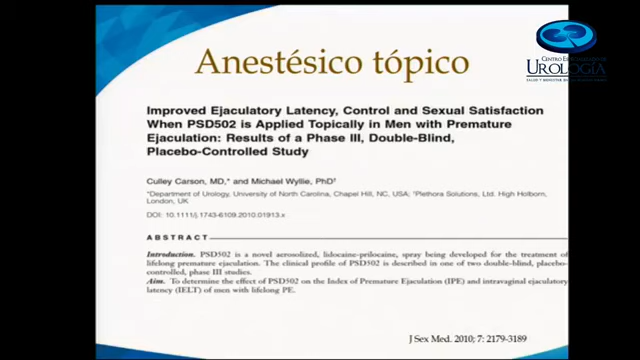 Anestésico tópico
CENTRO E
UROLOGÍA
Improved Ejaculatory Latency, Control and Sexual Satisfaction
When PSD502 is Applied Topically in Men with Premature
Ejaculation: Results of a Phase III, Double-Blind,
Placebo-Controlled Study
Culley Carson, MD,* and Michael Wyllie, PhD†
*Department of Urology, University of North Carolina, Chapel Hill, NC, USA; †Plethora Solutions, Ltd. High Holborn,
London, UK
DOI: 10.1111/j.1743-6109.2010.01913.x
ABSTRACT
Introduction. PSD502 is a novel aerosolized, lidocaine-prilocaine, spray being developed for the treatment of
lifelong premature ejaculation. The clinical profile of PSD502 is described in one of two double-blind, placebo-
controlled, phase III studies.
Aim. To determine the effect of PSD502 on the Index of Premature Ejaculation (IPE) and intravaginal ejaculatory
latency (IELT) of men with lifelong PE.
J Sex Med. 2010; 7: 2179-3189